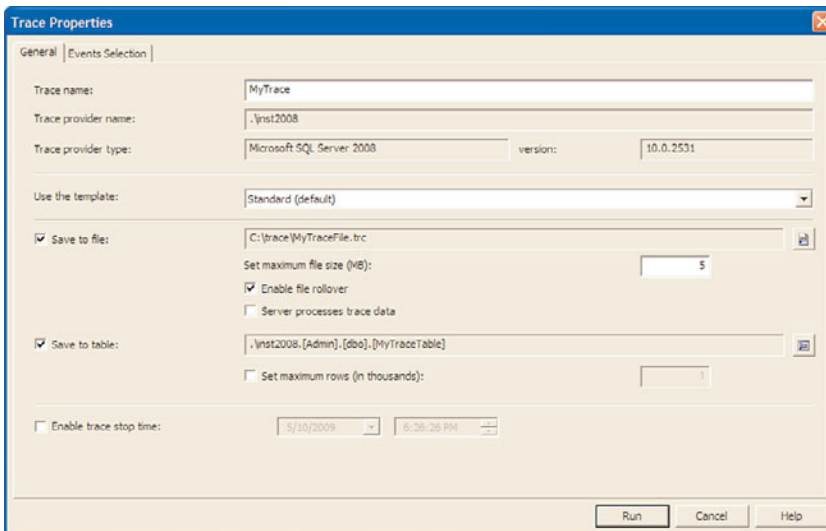 Trace Properties
General Events Selection
Trace name: MyTrace
Trace provider name: .\inst2008
Trace provider type: Microsoft SQL Server 2008 version: 10.0.2531
Use the template: Standard (default)
Save to file: C:\trace\MyTraceFile.trc
Set maximum file size (MB): 5
Enable file rollover
Server processes trace data
Save to table: .\inst2008.[Admin].[dbo].[MyTraceTable]
Set maximum rows (in thousands): 1
Enable trace stop time: 5/10/2009 6:26:26 PM
Run Cancel Help